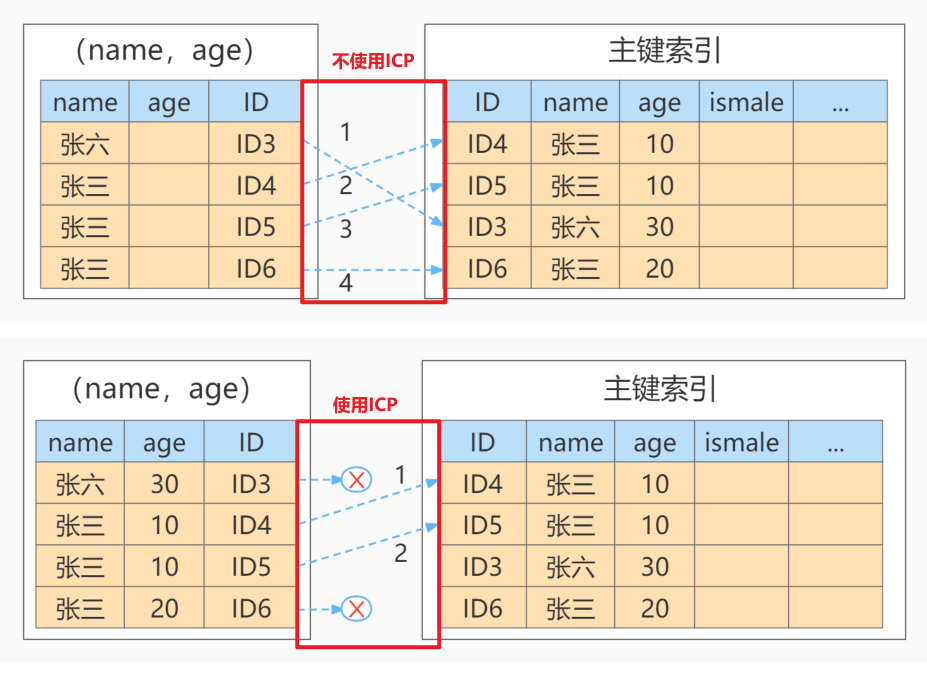 (name, age) 不使用ICP 主键索引
name age ID ID name age ismale ...
张六 ID3 1 ID4 张三 10
张三 ID4 2 ID5 张三 10
张三 ID5 3 ID3 张六 30
张三 ID6 4 ID6 张三 20
(name, age) 使用ICP 主键索引
name age ID ID name age ismale ...
张六 30 ID3 1 ID4 张三 10
张三 10 ID4 ID5 张三 10
张三 10 ID5 2 ID3 张六 30
张三 20 ID6 ID6 张三 20